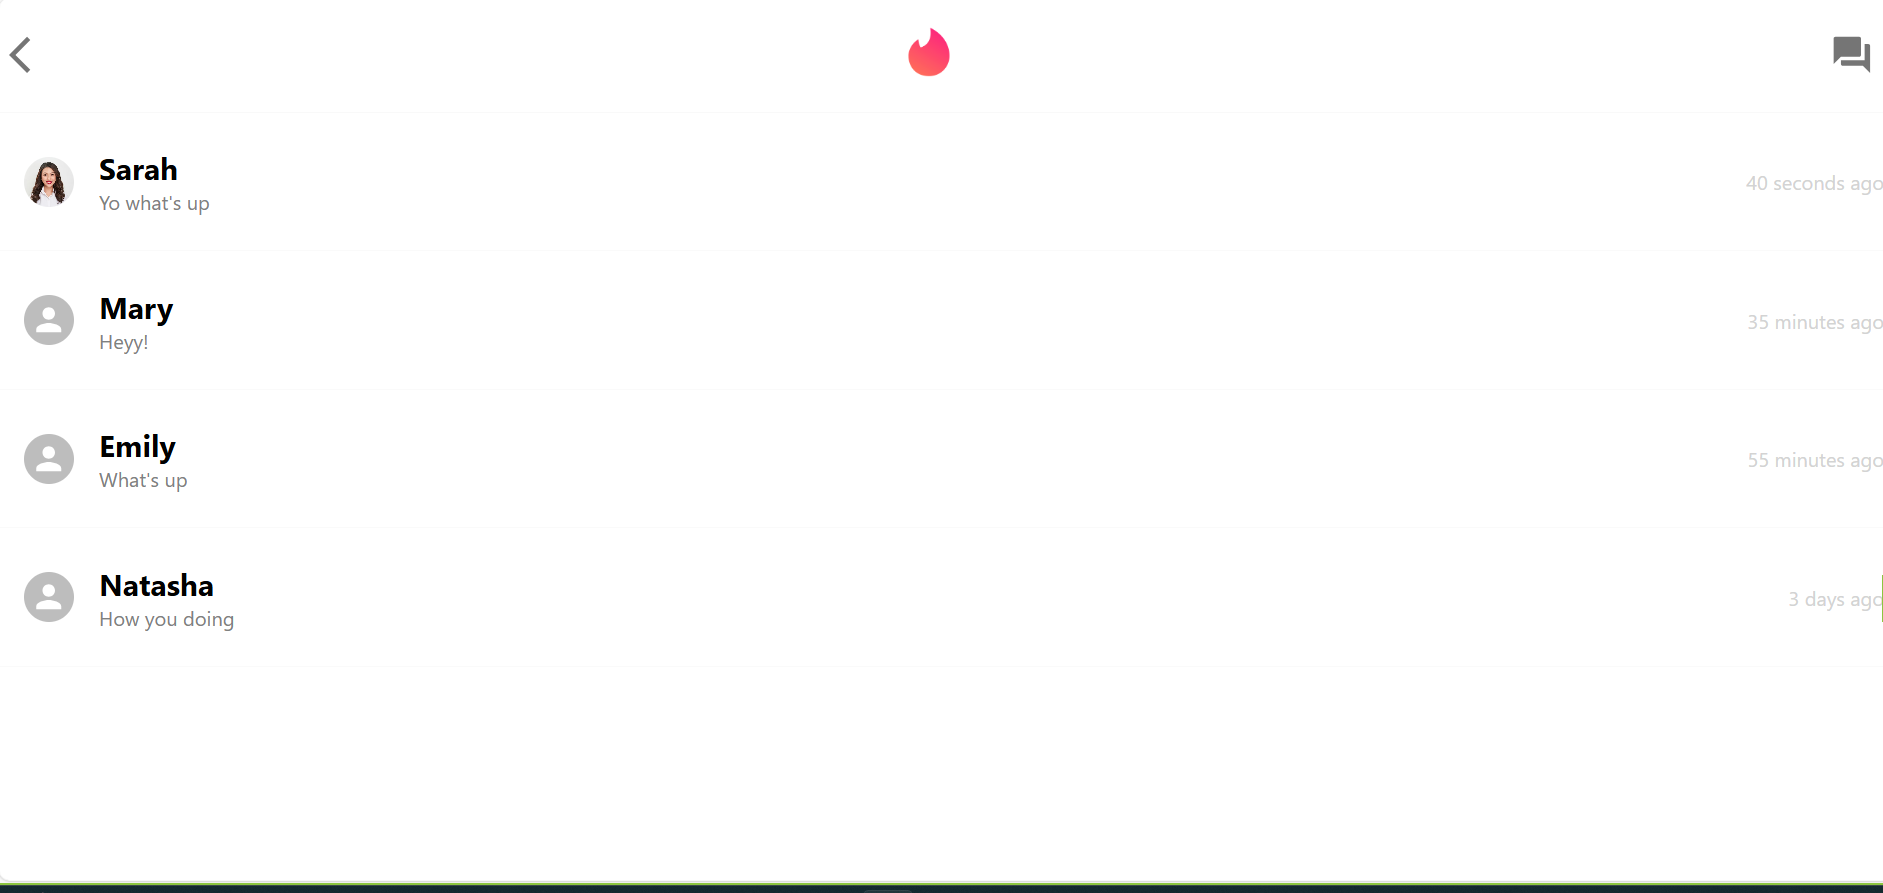 Sarah
Yo what's up
40 seconds ago
Mary
Heyy!
35 minutes ago
Emily
What's up
55 minutes ago
Natasha
How you doing
3 days ago